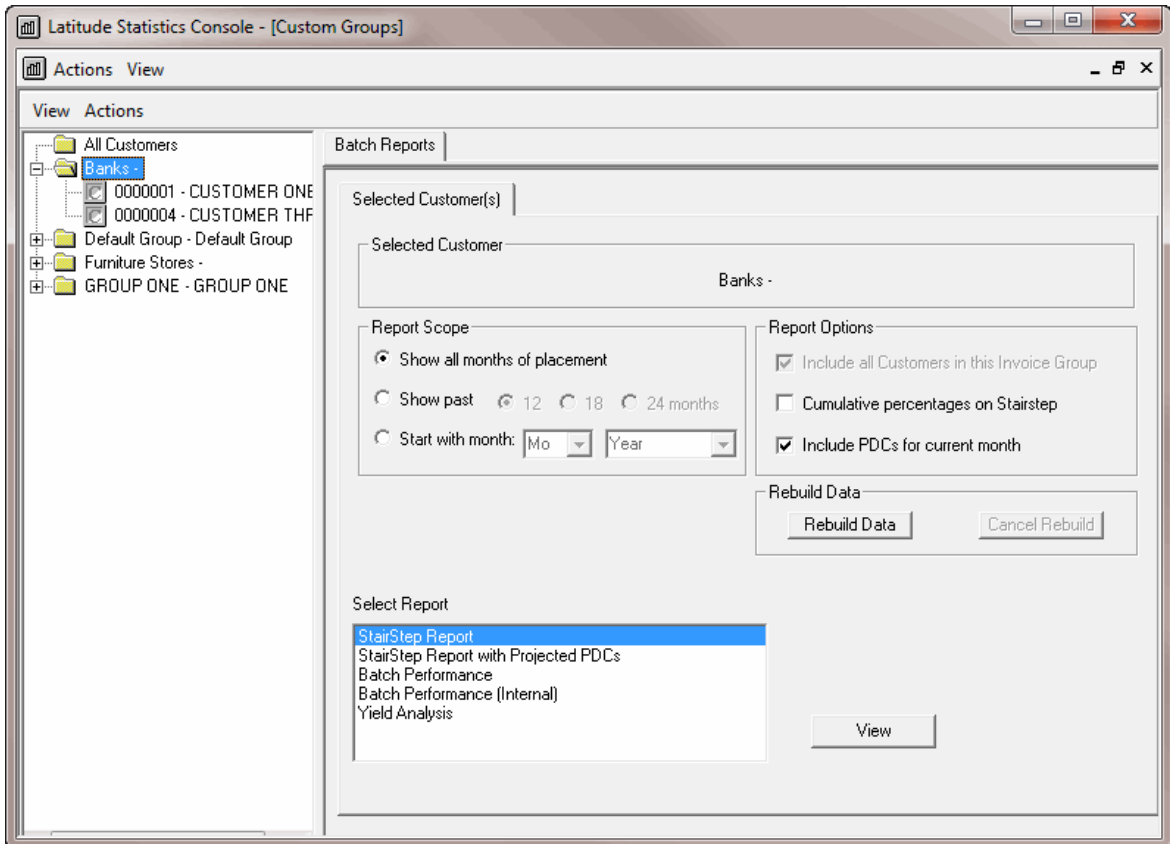 Latitude Statistics Console - [Custom Groups]
Actions View
View Actions
All Customers
Banks -
0000001 - CUSTOMER ONE
0000004 - CUSTOMER THR
Default Group - Default Group
Furniture Stores -
GROUP ONE - GROUP ONE
Batch Reports
Selected Customer(s)
Selected Customer
Banks -
Report Scope
Show all months of placement
Show past 12 18 24 months
Start with month: Mo Year
Report Options
Include all Customers in this Invoice Group
Cumulative percentages on Stairstep
Include PDCs for current month
Rebuild Data
Rebuild Data Cancel Rebuild
Select Report
StairStep Report
StairStep Report with Projected PDCs
Batch Performance
Batch Performance (Internal)
Yield Analysis
View